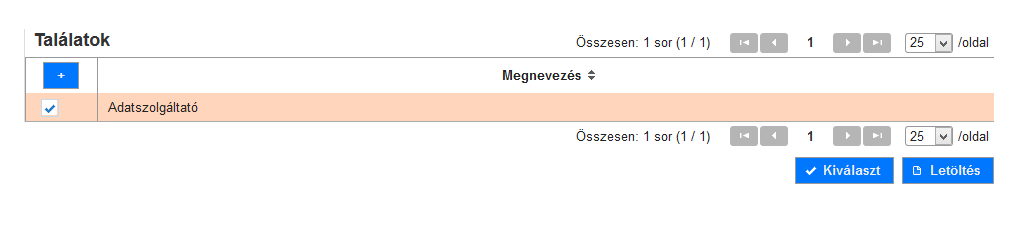 Találatok
Összesen: 1 sor (1 / 1) 1 25 /oldal
+ Megnevezés
Adatszolgáltató
Összesen: 1 sor (1 / 1) 1 25 /oldal
Kiválaszt Letöltés